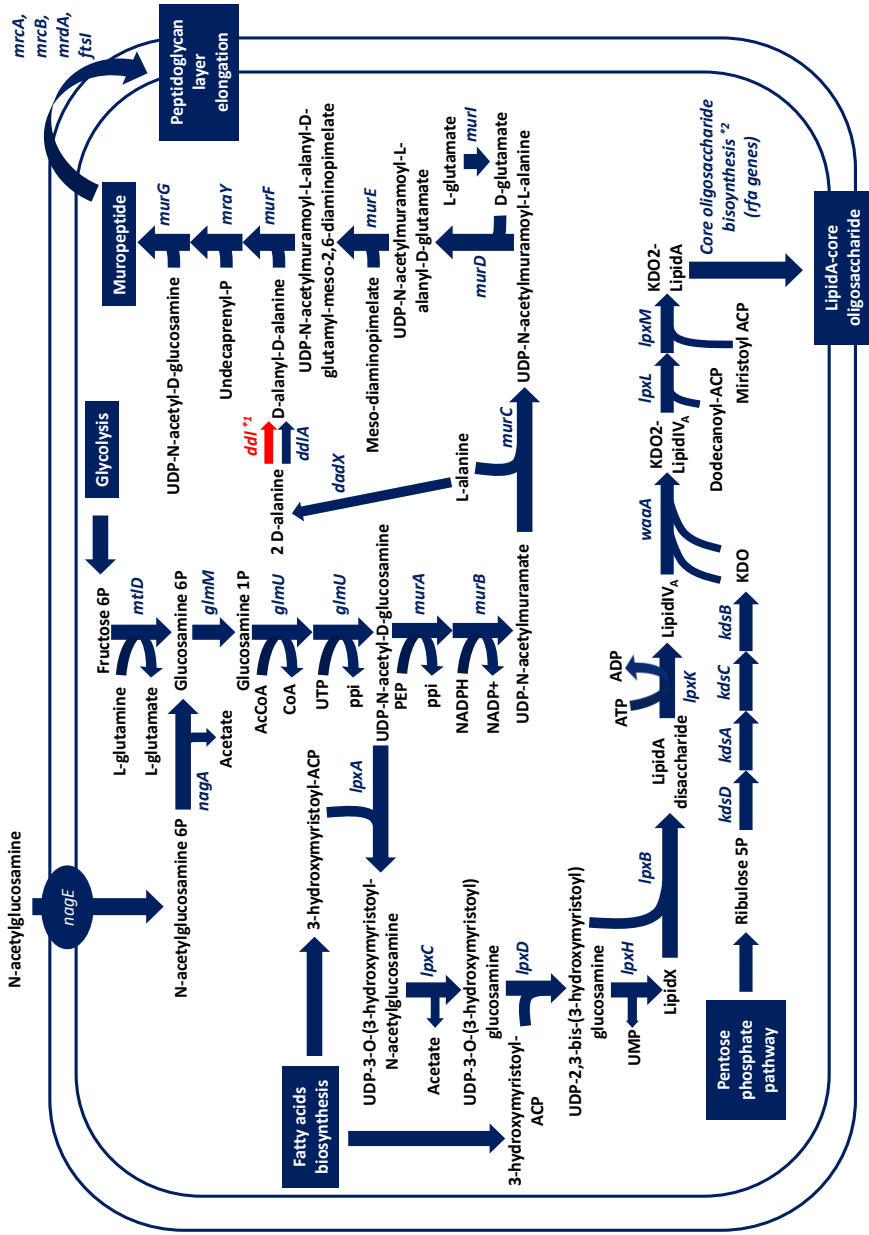 N-acetylglucosamine
nagE
N-acetylglucosamine 6P
nagA
Acetate
Glycolysis
Fructose 6P
L-glutamine
L-glutamate
mtlD
Glucosamine 6P
glmM
Glucosamine 1P
AcCoA
CoA
glmU
UTP
ppi
glmU
UDP-N-acetyl-D-glucosamine
PEP
ppi
murA
NADPH
NADP+
murB
UDP-N-acetylmuramate
murC
L-alanine
dadX
2 D-alanine
ddl *1
ddlA
D-alanyl-D-alanine
UDP-N-acetylmuramoyl-L-alanine
L-glutamate
murI
D-glutamate
murD
UDP-N-acetylmuramoyl-L-
alanyl-D-glutamate
Meso-diaminopimelate
murE
UDP-N-acetylmuramoyl-L-alanyl-D-
glutamyl-meso-2,6-diaminopimelate
murF
Undecaprenyl-P
mraY
UDP-N-acetyl-D-glucosamine
murG
Muropeptide
mrcA,
mrcB,
mrdA,
ftsI
Peptidoglycan
layer
elongation
Fatty acids
biosynthesis
3-hydroxymyristoyl-ACP
lpxA
UDP-3-O-(3-hydroxymyristoyl-
N-acetylglucosamine
Acetate
lpxC
UDP-3-O-(3-hydroxymyristoyl)
glucosamine
3-hydroxymyristoyl-
ACP
lpxD
UDP-2,3-bis-(3-hydroxymyristoyl)
glucosamine
UMP
lpxH
LipidX
lpxB
LipidA
disaccharide
ATP
ADP
lpxK
LipidIVA
waaA
KDO2-
LipidIVA
lpxL
Dodecanoyl-ACP
lpxM
Miristoyl ACP
KDO2-
LipidA
Core oligosaccharide
bisoynthesis *2
(rfa genes)
LipidA-core
oligosaccharide
Pentose
phosphate
pathway
Ribulose 5P
kdsD
kdsA
kdsC
kdsB
KDO